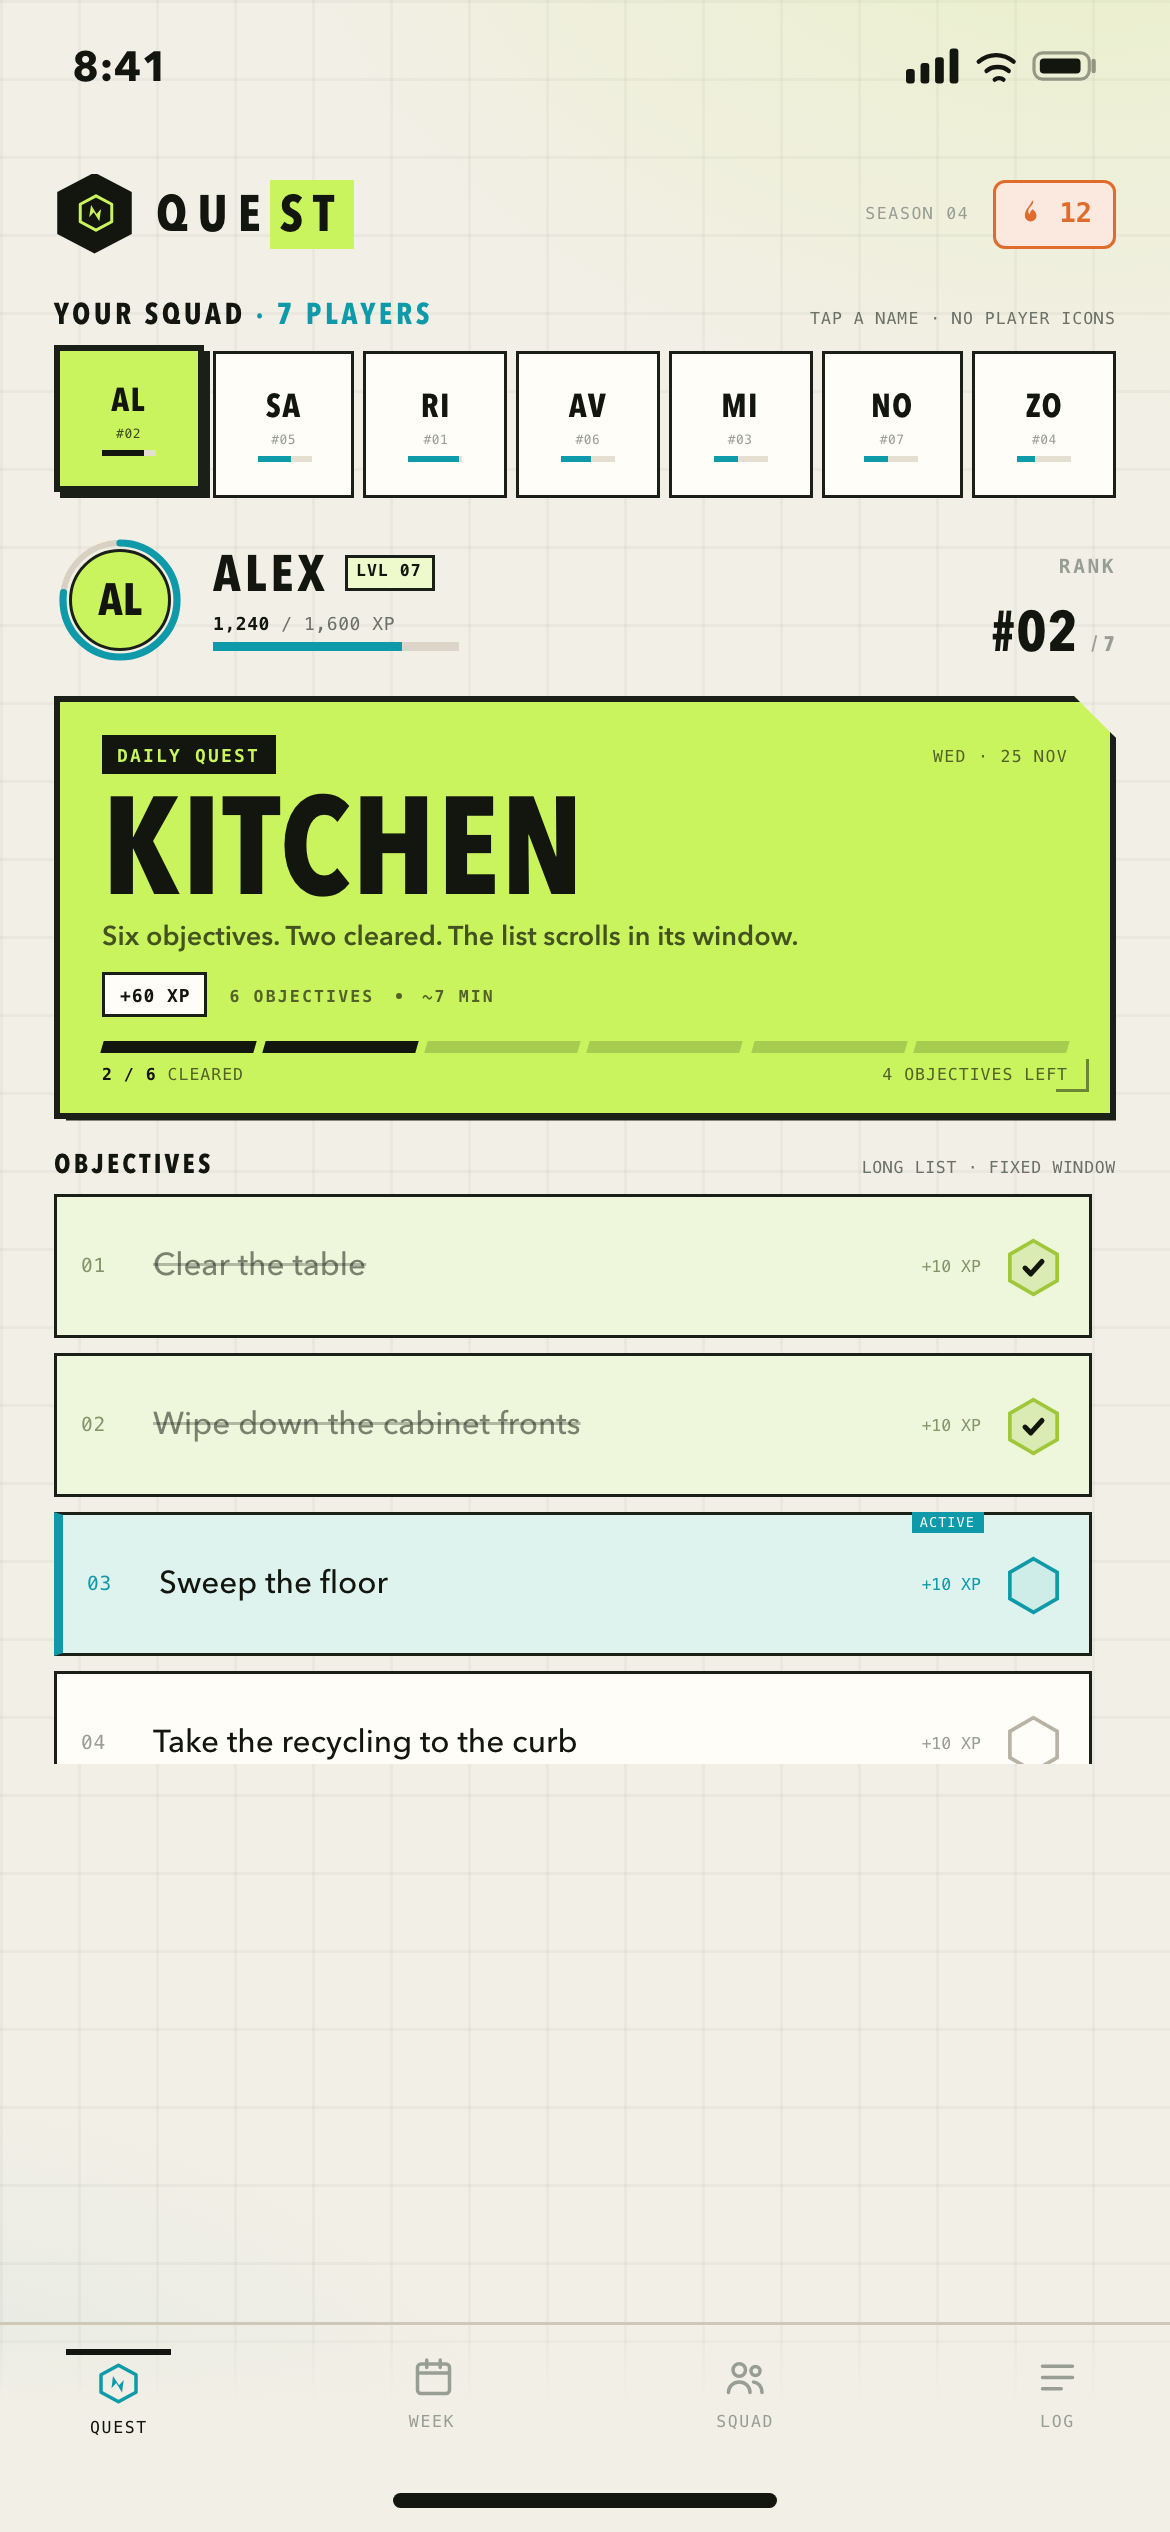 8:41
QUEST
SEASON 04
12
YOUR SQUAD · 7 PLAYERS
TAP A NAME · NO PLAYER ICONS
AL
#02
SA
#05
RI
#01
AV
#06
MI
#03
NO
#07
ZO
#04
AL
ALEX
LVL 07
1,240 / 1,600 XP
RANK
#02 / 7
DAILY QUEST
WED · 25 NOV
KITCHEN
Six objectives. Two cleared. The list scrolls in its window.
+60 XP
6 OBJECTIVES • ~7 MIN
2 / 6 CLEARED
4 OBJECTIVES LEFT
OBJECTIVES
LONG LIST · FIXED WINDOW
01 Clear the table +10 XP
02 Wipe down the cabinet fronts +10 XP
ACTIVE
03 Sweep the floor +10 XP
04 Take the recycling to the curb +10 XP
QUEST
WEEK
SQUAD
LOG